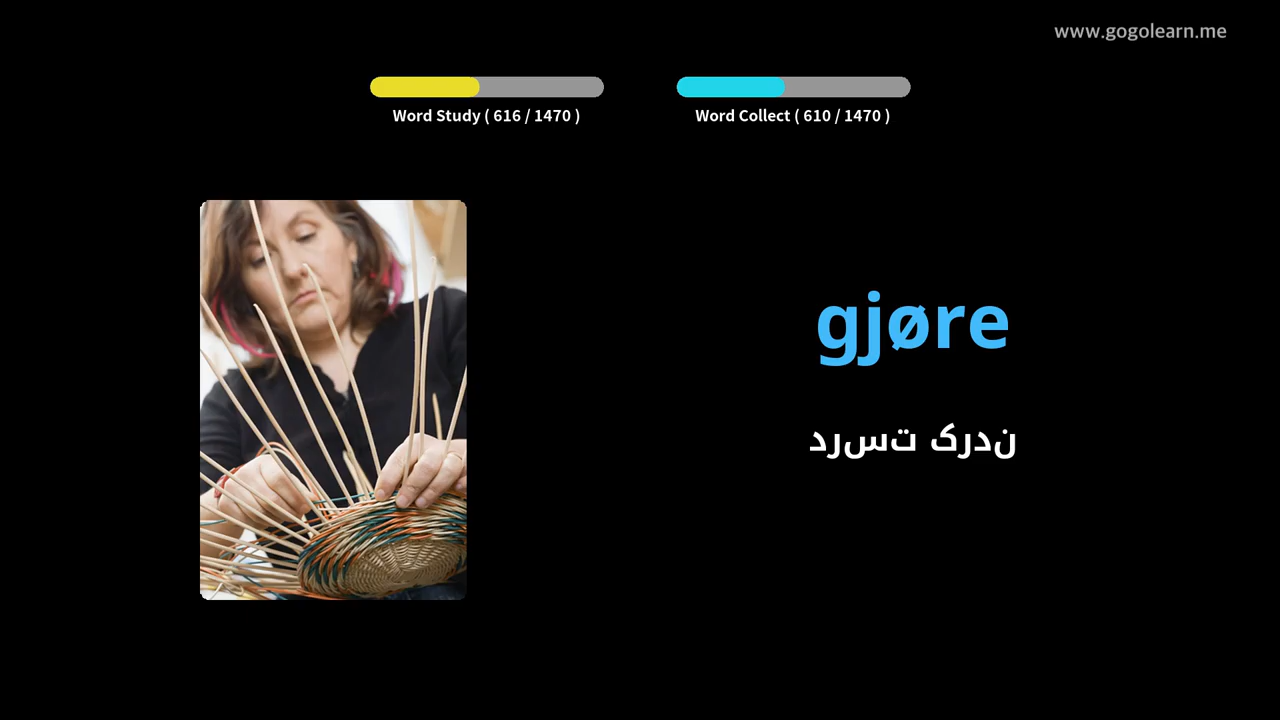 www.gogolearn.me
Word Study ( 616 / 1470 )
Word Collect ( 610 / 1470 )
gjøre
ندرک تسرد